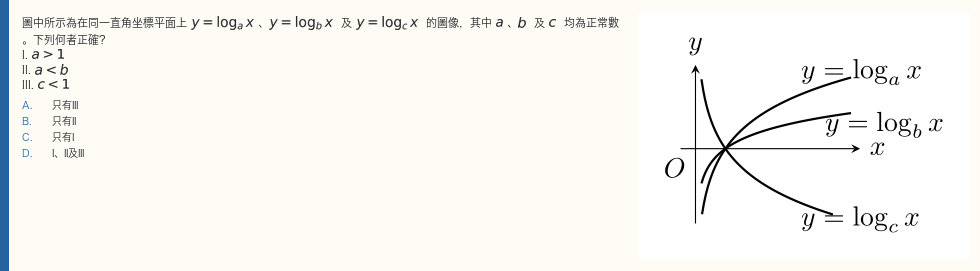 圖中所示為在同一直角坐標平面上 y = logₐ x 、y = log_b x 及 y = log_c x 的圖像，其中 a 、b 及 c 均為正常數
。下列何者正確?
I. a > 1
II. a < b
III. c < 1
A. 只有III
B. 只有II
C. 只有I
D. I、II及III
y
y = logₐ x
y = log_b x
x
O
y = log_c x